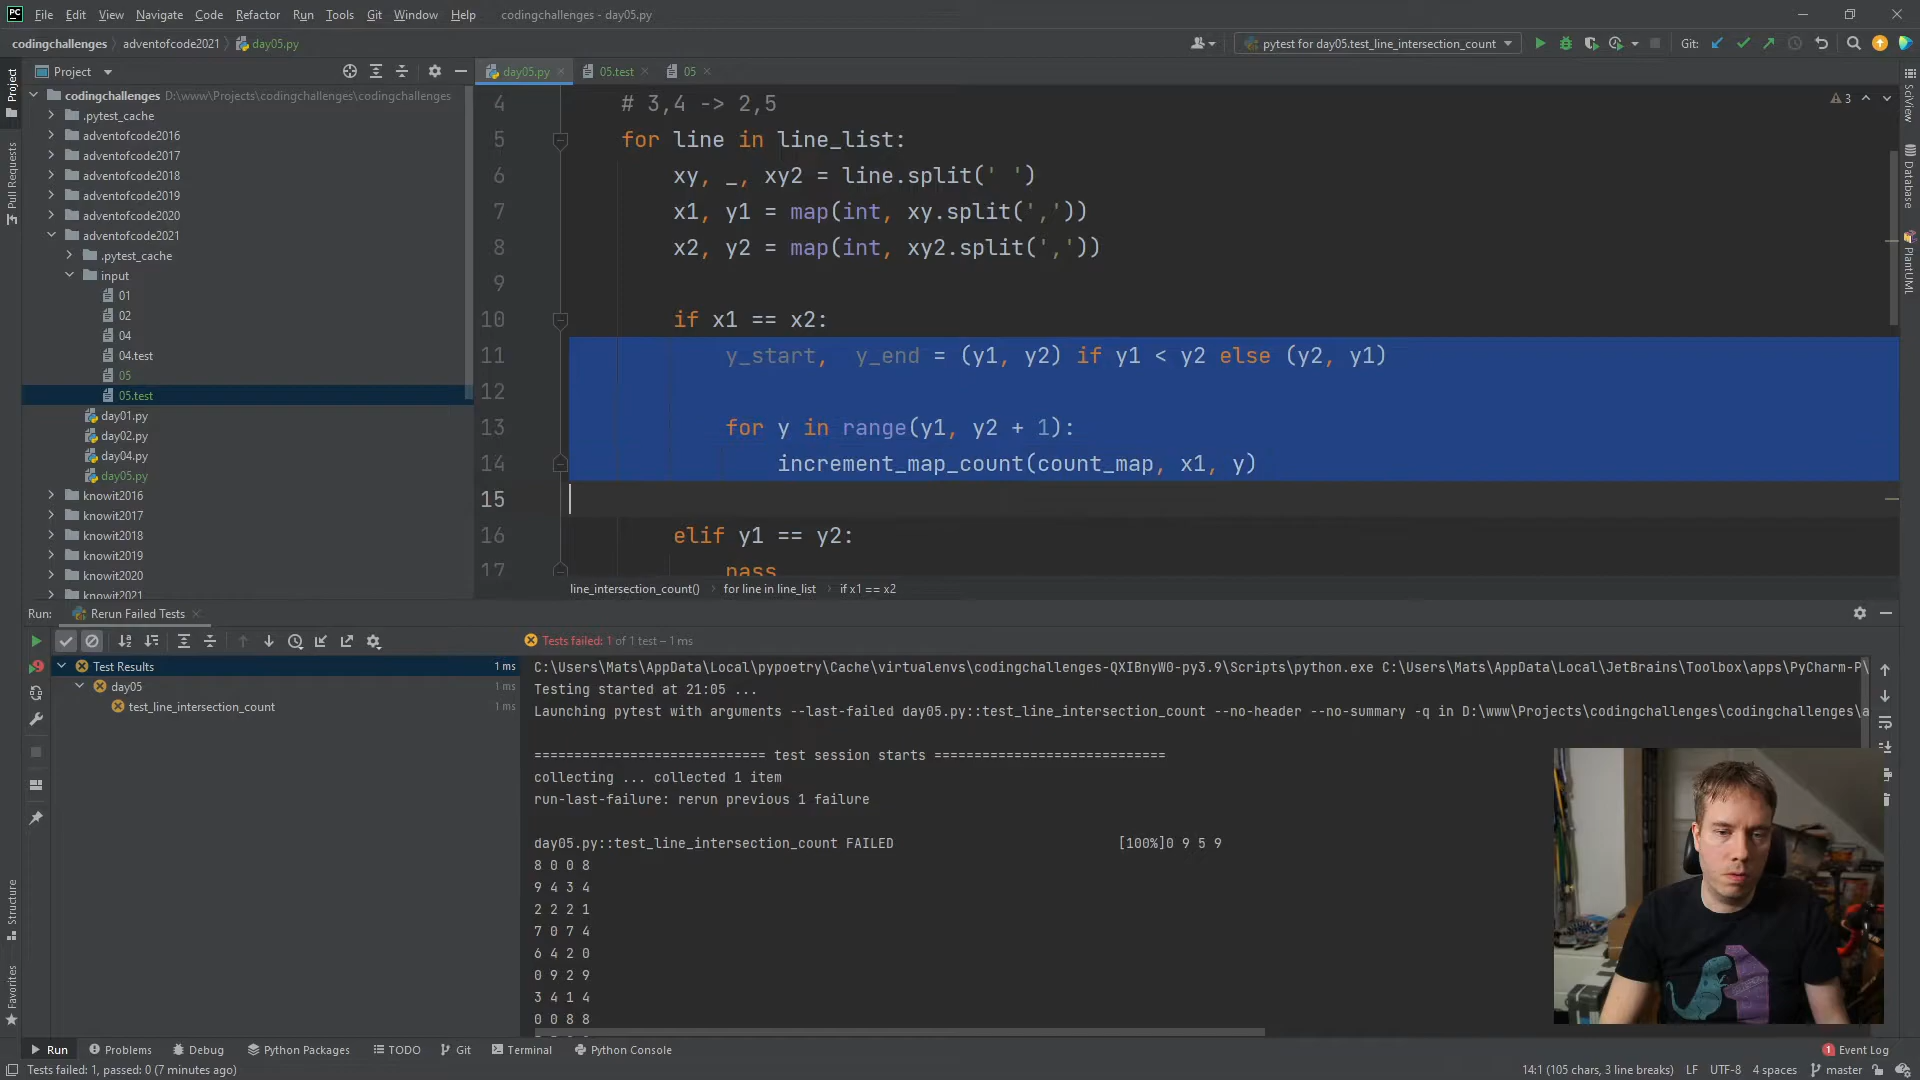 PC File Edit View Navigate Code Refactor Run Tools Git Window Help codingchallenges - day05.py
codingchallenges adventofcode2021 day05.py pytest for day05.test_line_intersection_count Git:
Project
day05.py 05.test 05
codingchallenges D:\www\Projects\codingchallenges\codingchallenges
.pytest_cache
adventofcode2016
adventofcode2017
adventofcode2018
adventofcode2019
adventofcode2020
adventofcode2021
.pytest_cache
input
01
02
04
04.test
05
05.test
day01.py
day02.py
day04.py
day05.py
knowit2016
knowit2017
knowit2018
knowit2019
knowit2020
knowit2021
Project
Pull Requests
Structure
Favorites
SciView
Database
PlantUML
3
4 # 3,4 -> 2,5
5 for line in line_list:
6 xy, _, xy2 = line.split(' ')
7 x1, y1 = map(int, xy.split(','))
8 x2, y2 = map(int, xy2.split(','))
9
10 if x1 == x2:
11 y_start,  y_end = (y1, y2) if y1 < y2 else (y2, y1)
12
13 for y in range(y1, y2 + 1):
14 increment_map_count(count_map, x1, y)
15
16 elif y1 == y2:
17 pass
line_intersection_count() for line in line_list if x1 == x2
Run: Rerun Failed Tests
Tests failed: 1 of 1 test – 1 ms
Test Results 1 ms
day05 1 ms
test_line_intersection_count 1 ms
C:\Users\Mats\AppData\Local\pypoetry\Cache\virtualenvs\codingchallenges-QXIBnyW0-py3.9\Scripts\python.exe C:\Users\Mats\AppData\Local\JetBrains\Toolbox\apps\PyCharm-P\
Testing started at 21:05 ...
Launching pytest with arguments --last-failed day05.py::test_line_intersection_count --no-header --no-summary -q in D:\www\Projects\codingchallenges\codingchallenges\a
============================= test session starts =============================
collecting ... collected 1 item
run-last-failure: rerun previous 1 failure
day05.py::test_line_intersection_count FAILED [100%]0 9 5 9
8 0 0 8
9 4 3 4
2 2 2 1
7 0 7 4
6 4 2 0
0 9 2 9
3 4 1 4
0 0 8 8
Run Problems Debug Python Packages TODO Git Terminal Python Console 1 Event Log
Tests failed: 1, passed: 0 (7 minutes ago) 14:1 (105 chars, 3 line breaks) LF UTF-8 4 spaces master